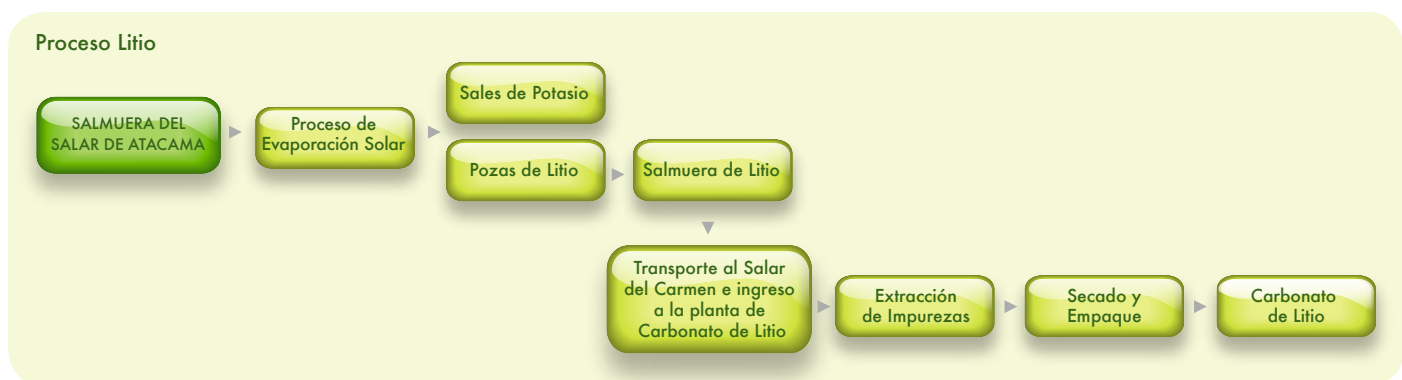 Proceso Litio
SALMUERA DEL
SALAR DE ATACAMA
Proceso de
Evaporación Solar
Sales de Potasio
Pozas de Litio
Salmuera de Litio
Transporte al Salar
del Carmen e ingreso
a la planta de
Carbonato de Litio
Extracción
de Impurezas
Secado y
Empaque
Carbonato
de Litio